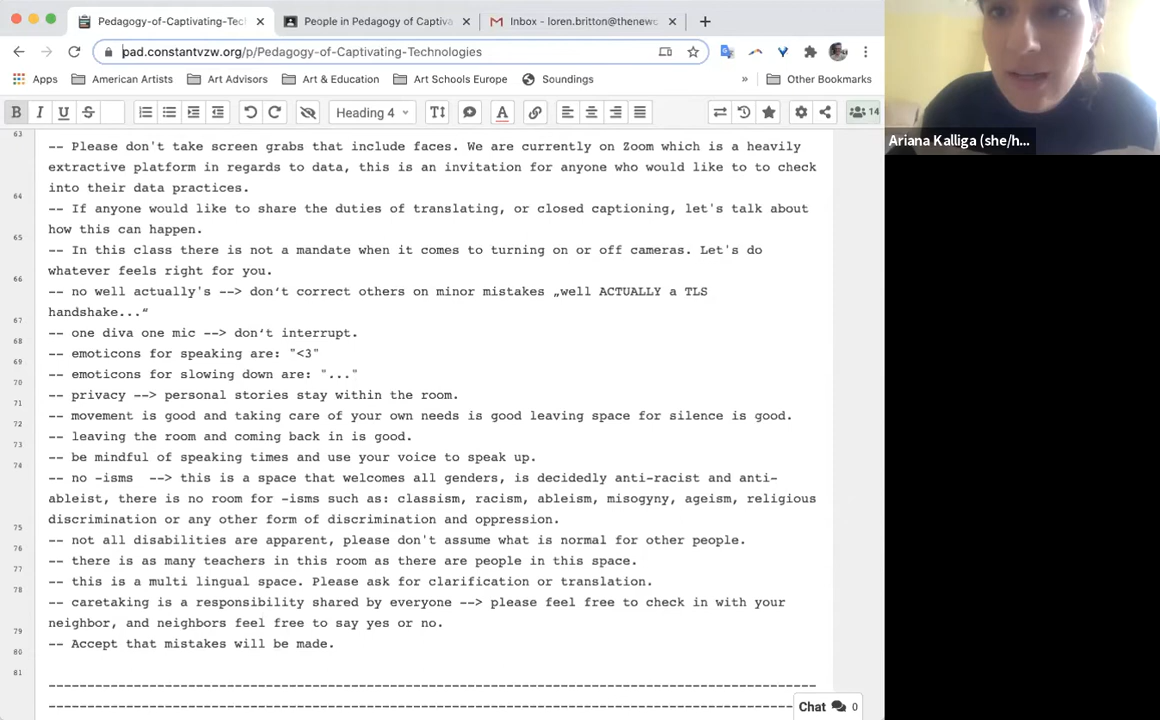 Pedagogy-of-Captivating-Tec
People in Pedagogy of Captiva
Inbox - loren.britton@thenewc
pad.constantvzw.org/p/Pedagogy-of-Captivating-Technologies
Apps American Artists Art Advisors Art & Education Art Schools Europe Soundings » Other Bookmarks
B I U S Heading 4 A 14
63
-- Please don't take screen grabs that include faces. We are currently on Zoom which is a heavily
extractive platform in regards to data, this is an invitation for anyone who would like to to check
into their data practices.
64
-- If anyone would like to share the duties of translating, or closed captioning, let's talk about
how this can happen.
65
-- In this class there is not a mandate when it comes to turning on or off cameras. Let's do
whatever feels right for you.
66
-- no well actually's --> don’t correct others on minor mistakes „well ACTUALLY a TLS
handshake...“
67
-- one diva one mic --> don’t interrupt.
68
-- emoticons for speaking are: "<3"
69
-- emoticons for slowing down are: "..."
70
-- privacy --> personal stories stay within the room.
71
-- movement is good and taking care of your own needs is good leaving space for silence is good.
72
-- leaving the room and coming back in is good.
73
-- be mindful of speaking times and use your voice to speak up.
74
-- no -isms  --> this is a space that welcomes all genders, is decidedly anti-racist and anti-
ableist, there is no room for -isms such as: classism, racism, ableism, misogyny, ageism, religious
discrimination or any other form of discrimination and oppression.
75
-- not all disabilities are apparent, please don't assume what is normal for other people.
76
-- there is as many teachers in this room as there are people in this space.
77
-- this is a multi lingual space. Please ask for clarification or translation.
78
-- caretaking is a responsibility shared by everyone --> please feel free to check in with your
neighbor, and neighbors feel free to say yes or no.
79
-- Accept that mistakes will be made.
80
81
---------------------------------------------------------------------------------------------------
------------------------------------------------------------------------------------------------
Chat 0
Ariana Kalliga (she/h...